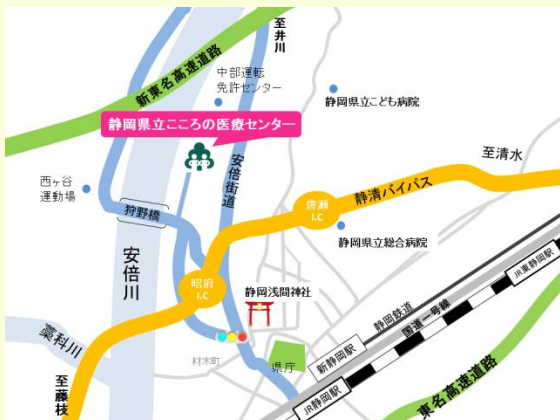 至井川
新東名高速道路
中部運転
免許センター
静岡県立こども病院
静岡県立こころの医療センター
安倍街道
至清水
西ヶ谷
運動場
狩野橋
唐瀬
I.C
静清バイパス
静岡県立総合病院
安倍川
昭府
I.C
静岡浅間神社
JR東静岡駅
静岡鉄道
国道一号線
藁科川
材木町
県庁
新静岡駅
至藤枝
JR静岡駅
東名高速道路